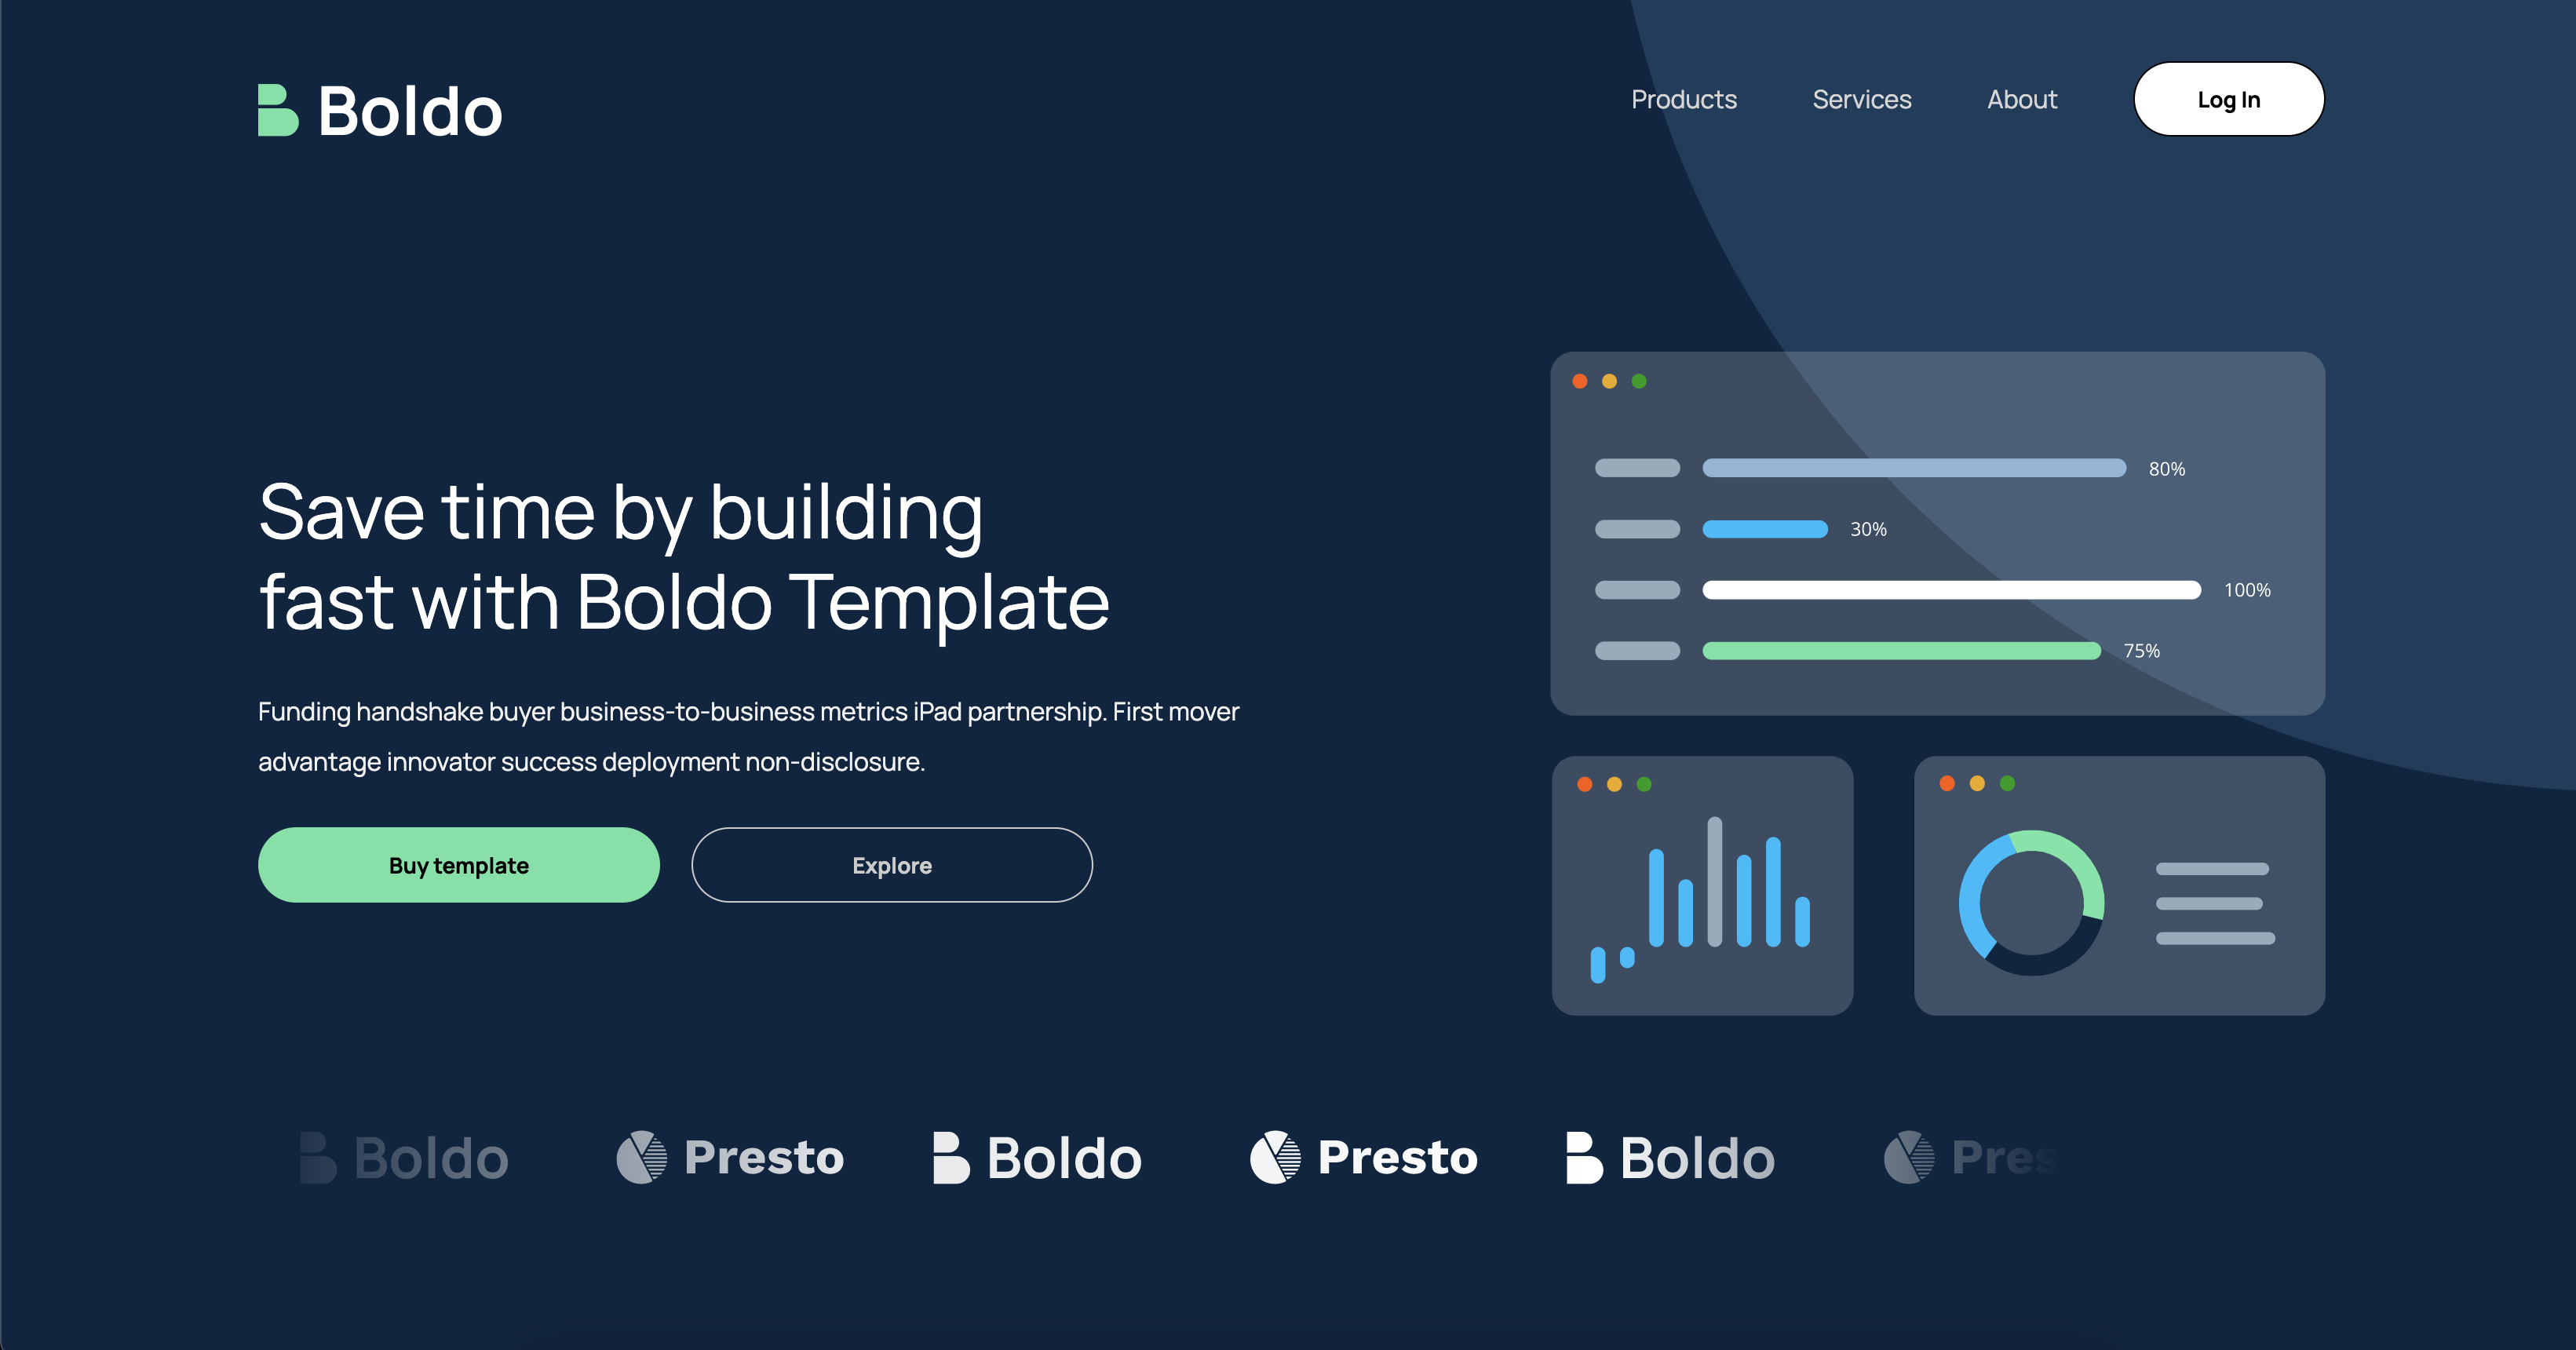 Boldo
Products Services About Log In
Save time by building
fast with Boldo Template
Funding handshake buyer business-to-business metrics iPad partnership. First mover
advantage innovator success deployment non-disclosure.
Buy template Explore
80%
30%
100%
75%
Boldo Presto Boldo Presto Boldo Pres